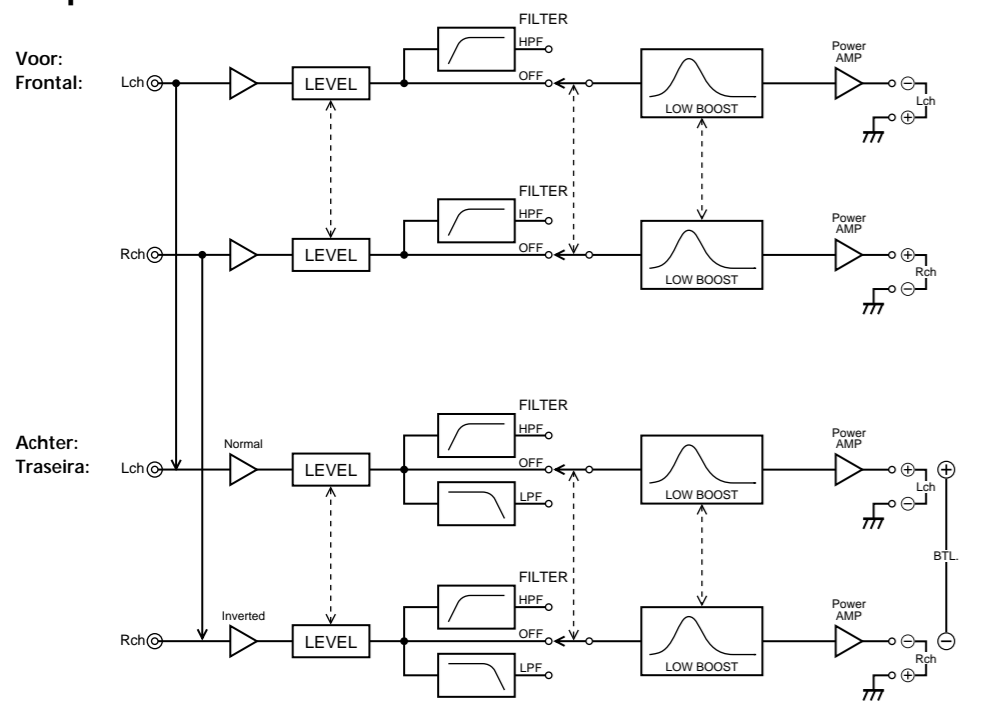 FILTER
HPF
Power
AMP
Voor:
Frontal:
Lch
LEVEL
OFF
LOW BOOST
Lch
FILTER
HPF
Power
AMP
Rch
LEVEL
OFF
LOW BOOST
Rch
FILTER
HPF
Power
AMP
Achter:
Traseira:
Normal
Lch
LEVEL
OFF
LPF
LOW BOOST
Lch
BTL.
FILTER
HPF
Power
AMP
Inverted
Rch
LEVEL
OFF
LPF
LOW BOOST
Rch